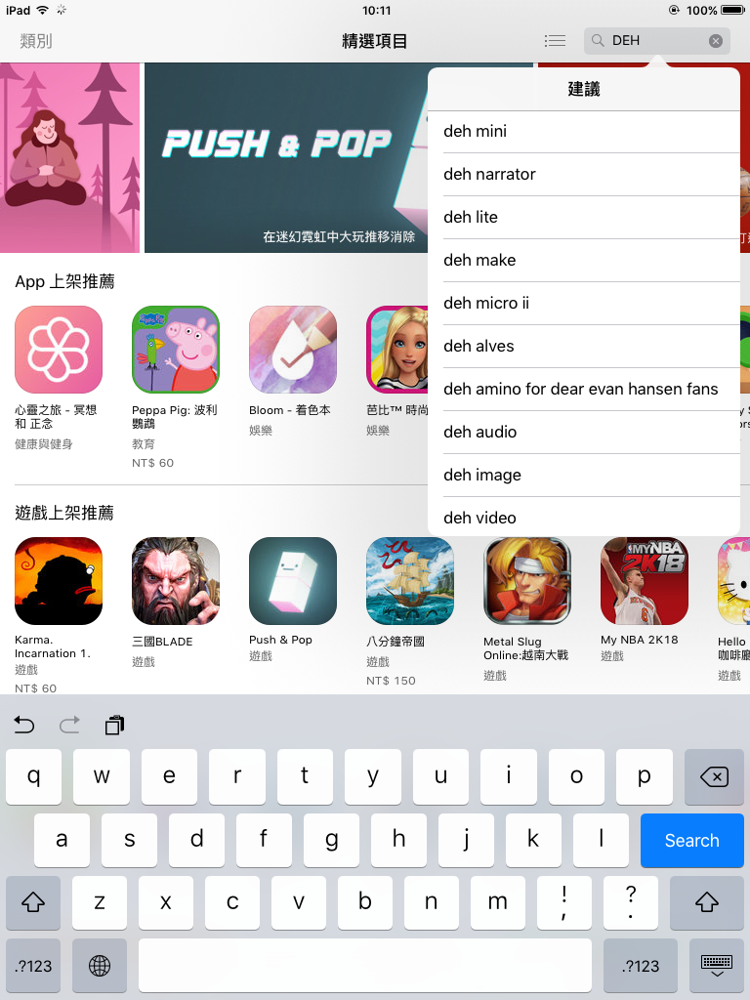 iPad
10:11
100%
類別
精選項目
DEH
建議
deh mini
deh narrator
deh lite
deh make
deh micro ii
deh alves
deh amino for dear evan hansen fans
deh audio
deh image
deh video
PUSH & POP
在迷幻霓虹中大玩推移消除
App 上架推薦
心靈之旅 - 冥想
和 正念
健康與健身
Peppa Pig: 波利
鸚鵡
教育
NT$ 60
Bloom - 着色本
娛樂
芭比™ 時尚
娛樂
遊戲上架推薦
MyNBA
2K18
Karma.
Incarnation 1.
遊戲
NT$ 60
三國BLADE
遊戲
Push & Pop
遊戲
八分鐘帝國
遊戲
NT$ 150
Metal Slug
Online:越南大戰
遊戲
My NBA 2K18
遊戲
Hello
咖啡廳
遊戲
q w e r t y u i o p
a s d f g h j k l Search
z x c v b n m ! , ? .
.?123 .?123